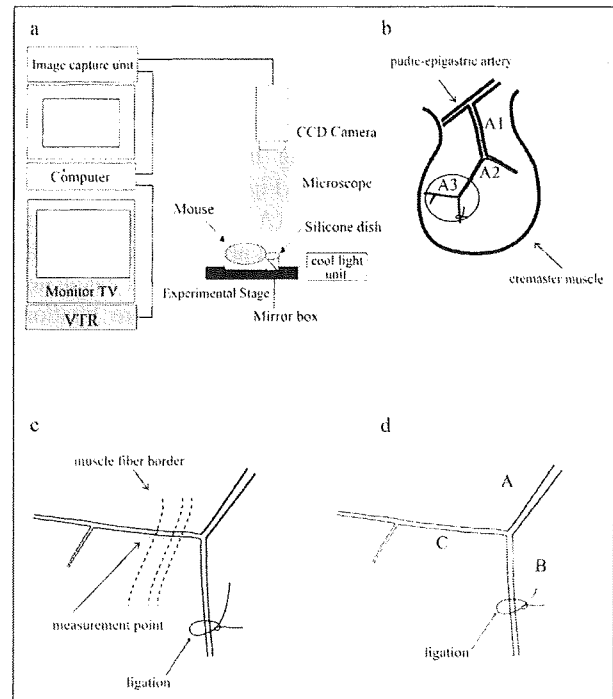 a
Image capture unit
Computer
Monitor TV
VTR
CCD Camera
Microscope
Mouse
Silicone dish
cool light
unit
Experimental Stage
Mirror box
b
pudic-epigastric artery
A1
A2
A3
cremaster muscle
c
muscle fiber border
measurement point
ligation
d
A
B
C
ligation